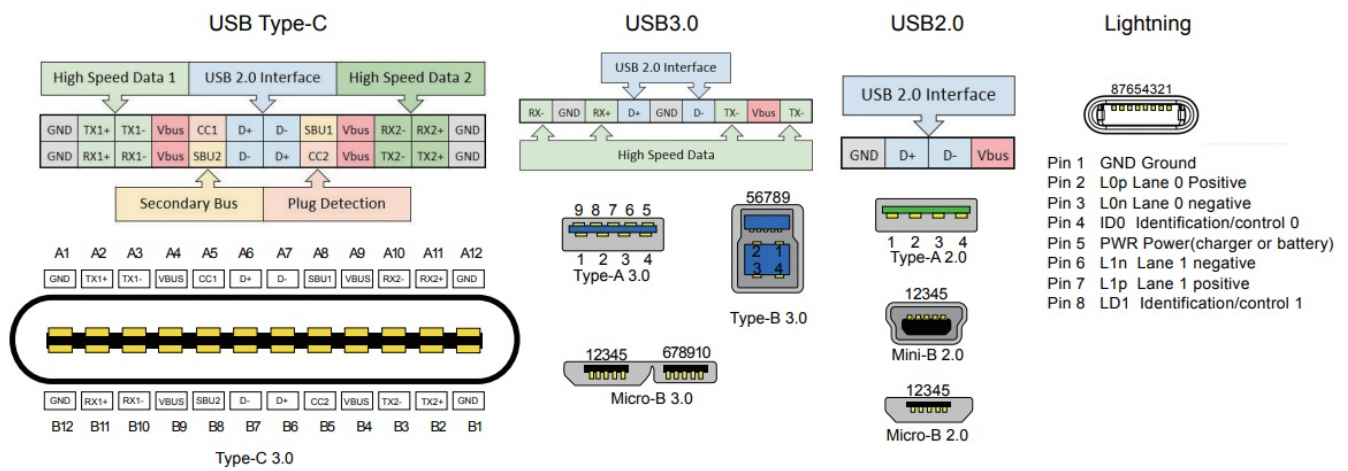 USB Type-C
High Speed Data 1 USB 2.0 Interface High Speed Data 2
GND TX1+ TX1- Vbus CC1 D+ D- SBU1 Vbus RX2- RX2+ GND
GND RX1+ RX1- Vbus SBU2 D- D+ CC2 Vbus TX2- TX2+ GND
Secondary Bus Plug Detection
A1 A2 A3 A4 A5 A6 A7 A8 A9 A10 A11 A12
GND TX1+ TX1- VBUS CC1 D+ D- SBU1 VBUS RX2- RX2+ GND
GND RX1+ RX1- VBUS SBU2 D- D+ CC2 VBUS TX2- TX2+ GND
B12 B11 B10 B9 B8 B7 B6 B5 B4 B3 B2 B1
Type-C 3.0
USB3.0
USB 2.0 Interface
RX- GND RX+ D+ GND D- TX- Vbus TX-
High Speed Data
9 8 7 6 5
1 2 3 4
Type-A 3.0
56789
2 1
3 4
Type-B 3.0
12345 678910
Micro-B 3.0
USB2.0
USB 2.0 Interface
GND D+ D- Vbus
1 2 3 4
Type-A 2.0
12345
Mini-B 2.0
12345
Micro-B 2.0
Lightning
87654321
Pin 1 GND Ground
Pin 2 L0p Lane 0 Positive
Pin 3 L0n Lane 0 negative
Pin 4 ID0 Identification/control 0
Pin 5 PWR Power(charger or battery)
Pin 6 L1n Lane 1 negative
Pin 7 L1p Lane 1 positive
Pin 8 LD1 Identification/control 1